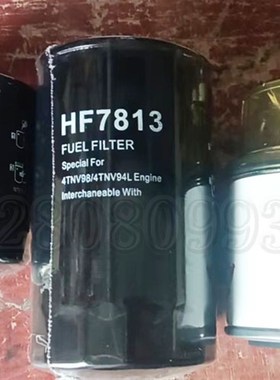 HF7813
FUEL FILTER
Special For
4TNV98/4TNV94L Engine
Interchaneable With